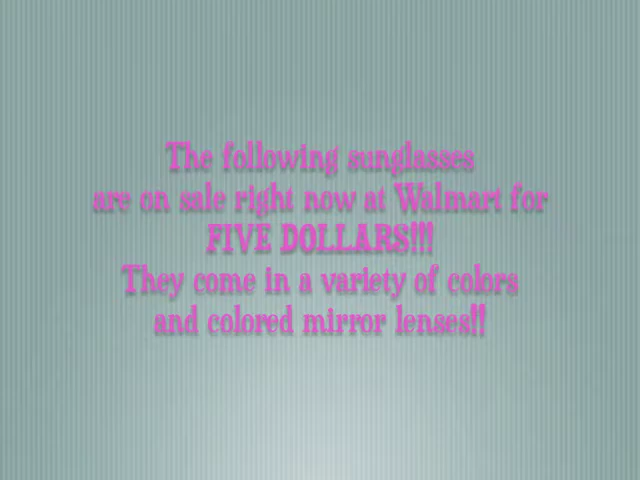 The following sunglasses
are on sale right now at Walmart for
FIVE DOLLARS!!!
They come in a variety of colors
and colored mirror lenses!!